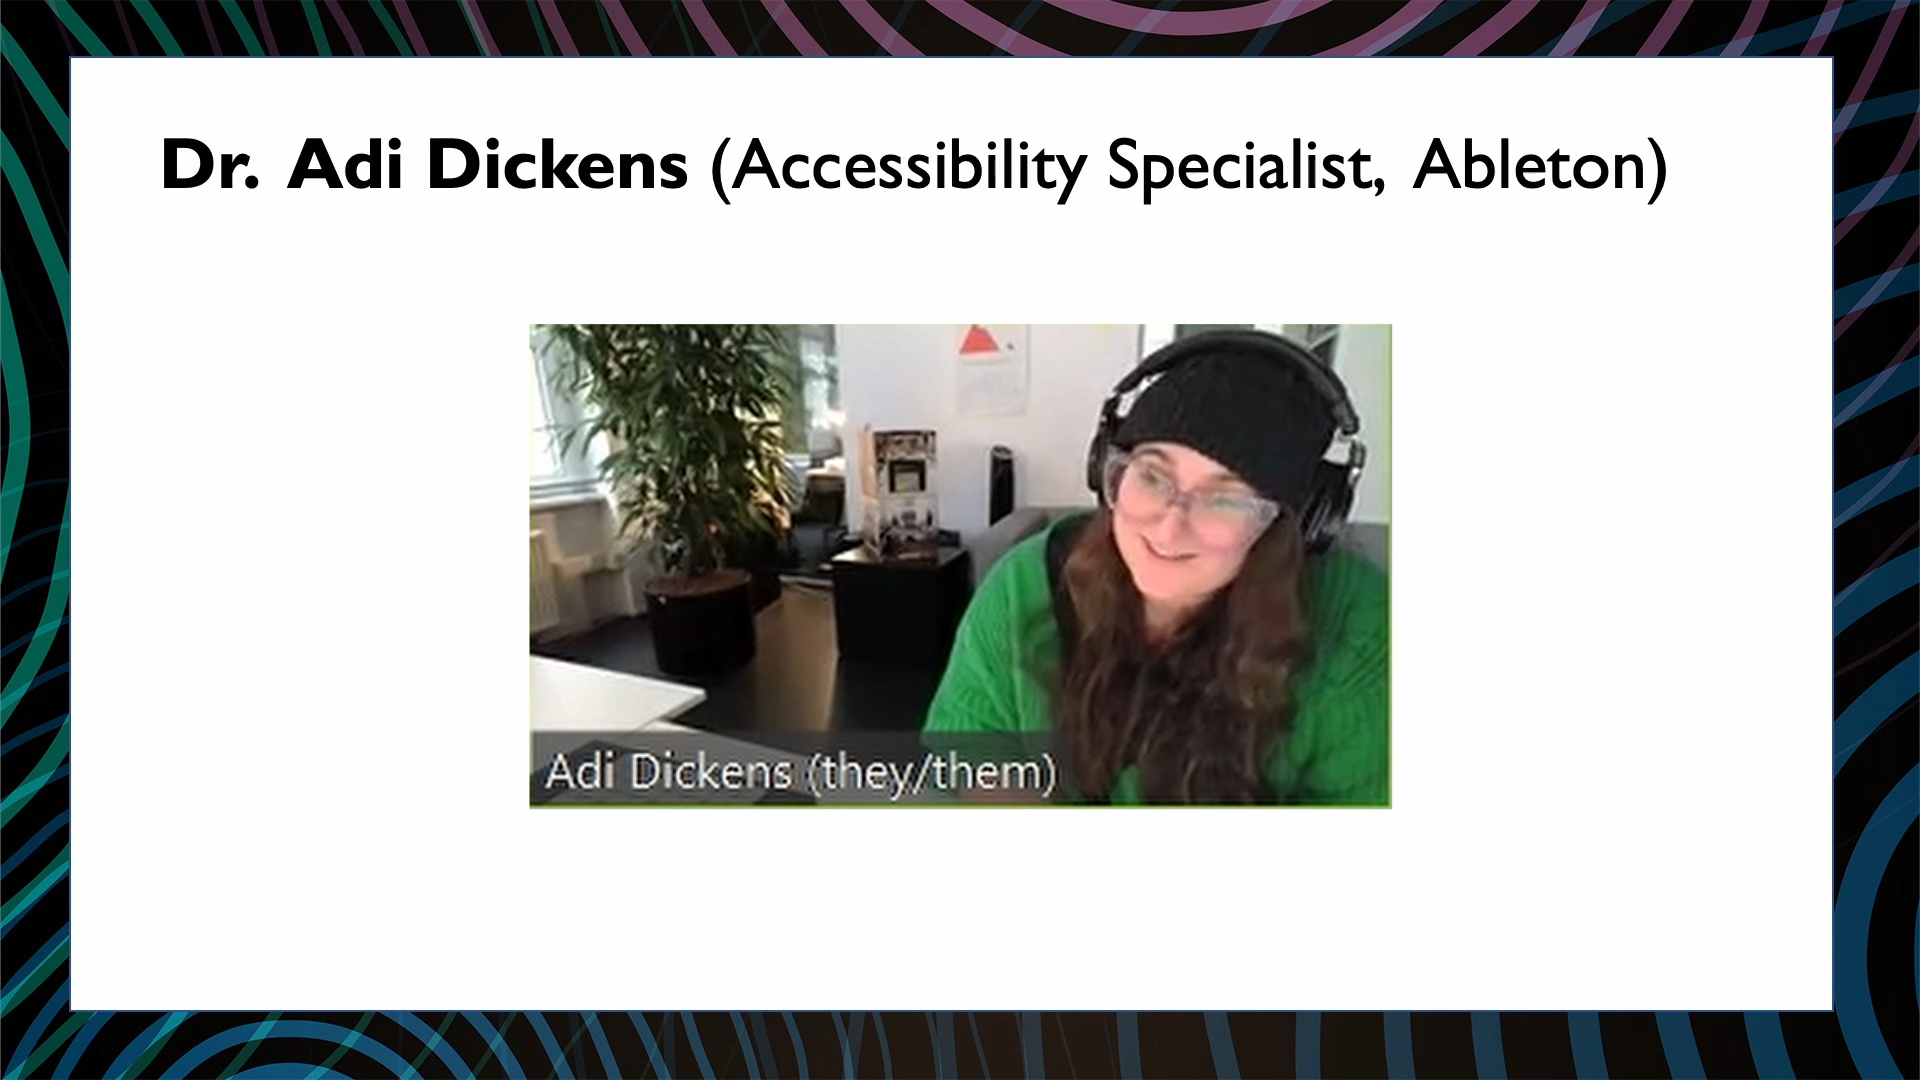 Dr. Adi Dickens (Accessibility Specialist, Ableton)
Adi Dickens (they/them)